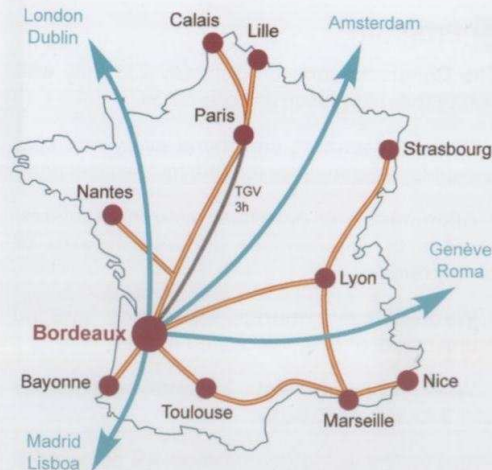 London
Dublin
Calais
Lille
Amsterdam
Paris
Strasbourg
TGV
3h
Nantes
Genève
Roma
Lyon
Bordeaux
Bayonne
Toulouse
Nice
Marseille
Madrid
Lisboa